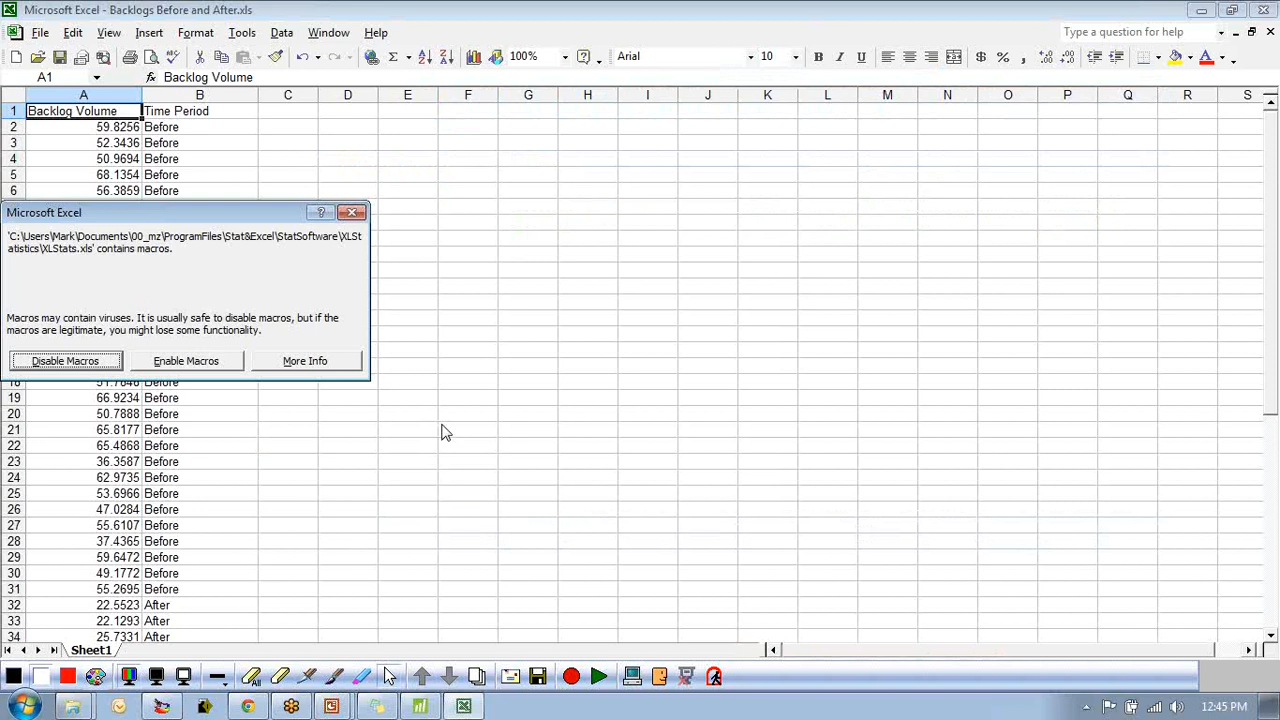 Microsoft Excel - Backlogs Before and After.xls
File Edit View Insert Format Tools Data Window Help
Type a question for help
100%
Arial
10
B I U
$ %
A1
fx Backlog Volume
A B C D E F G H I J K L M N O P Q R S
1 Backlog Volume Time Period
2 59.8256 Before
3 52.3436 Before
4 50.9694 Before
5 68.1354 Before
6 56.3859 Before
Microsoft Excel
'C:\Users\Mark\Documents\00_mz\ProgramFiles\Stat&Excel\StatSoftware\XLSt
atistics\XLStats.xls' contains macros.
Macros may contain viruses. It is usually safe to disable macros, but if the
macros are legitimate, you might lose some functionality.
Disable Macros
Enable Macros
More Info
18 Before
19 66.9234 Before
20 50.7888 Before
21 65.8177 Before
22 65.4868 Before
23 36.3587 Before
24 62.9735 Before
25 53.6966 Before
26 47.0284 Before
27 55.6107 Before
28 37.4365 Before
29 59.6472 Before
30 49.1772 Before
31 55.2695 Before
32 22.5523 After
33 22.1293 After
34 25.7331 After
Sheet1
All
12:45 PM